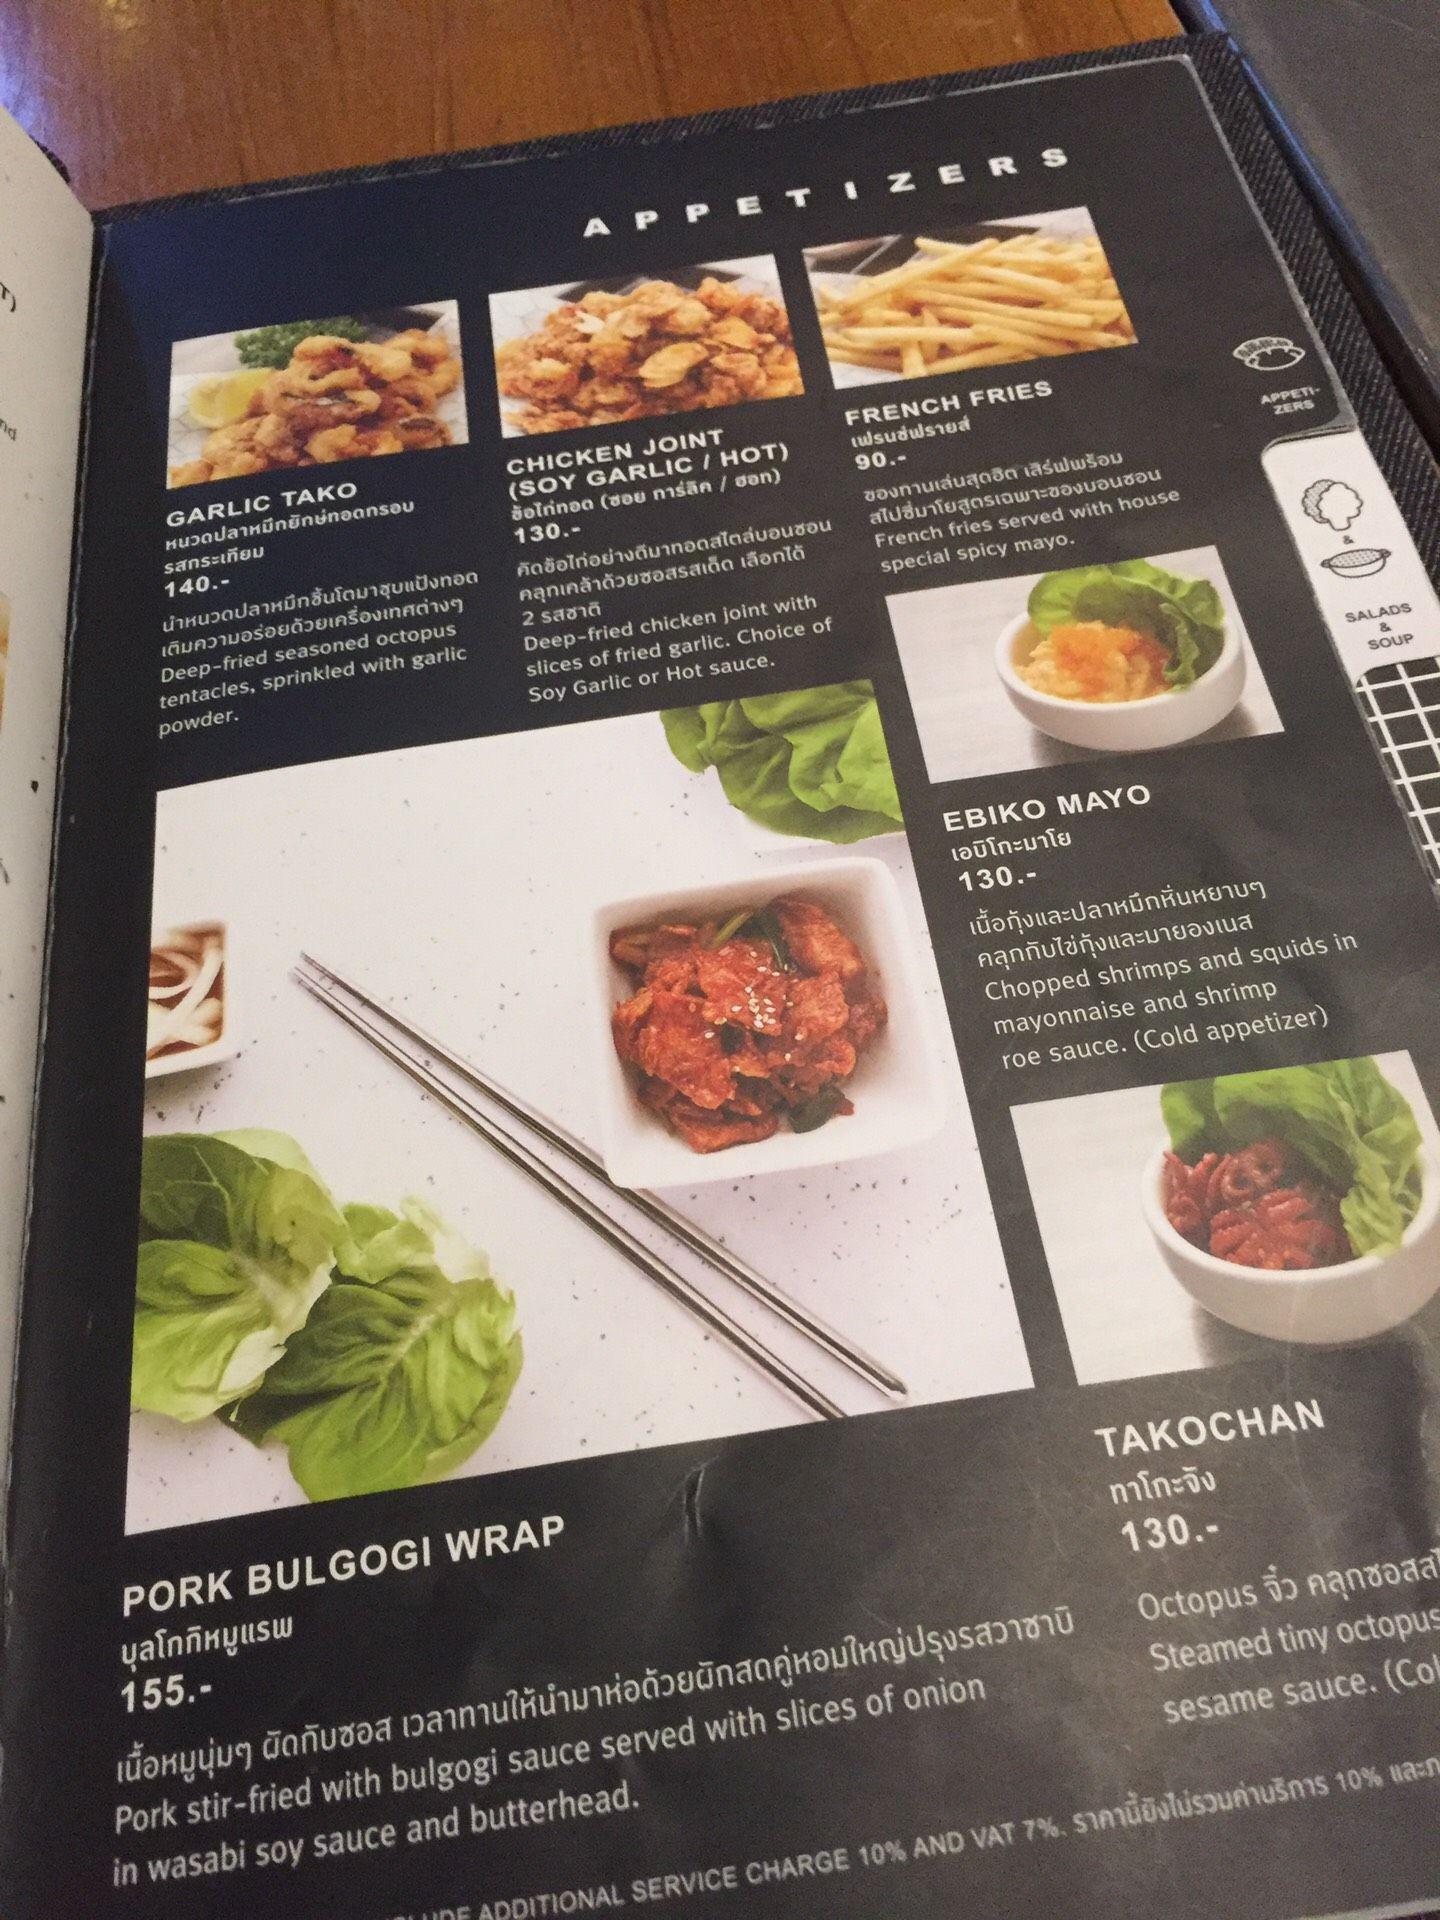 APPETIZERS
GARLIC TAKO
หนวดปลาหมึกยักษ์ทอดกรอบ
รสกระเทียม
140.-
นำหนวดปลาหมึกชิ้นโตมาชุบแป้งทอด
เติมความอร่อยด้วยเครื่องเทศต่างๆ
Deep-fried seasoned octopus
tentacles, sprinkled with garlic
powder.
CHICKEN JOINT
(SOY GARLIC / HOT)
ข้อไก่ทอด (ซอย การ์ลิค / ฮอท)
130.-
คัดข้อไก่อย่างดีมาทอดสไตล์บอนชอน
คลุกเคล้าด้วยซอสรสเด็ด เลือกได้
2 รสชาติ
Deep-fried chicken joint with
slices of fried garlic. Choice of
Soy Garlic or Hot sauce.
FRENCH FRIES
เฟรนช์ฟรายส์
90.-
ของทานเล่นสุดฮิต เสิร์ฟพร้อม
สไปซี่มาโยสูตรเฉพาะของบอนชอน
French fries served with house
special spicy mayo.
EBIKO MAYO
เอบิโกะมาโย
130.-
เนื้อกุ้งและปลาหมึกหั่นหยาบๆ
คลุกกับไข่กุ้งและมายองเนส
Chopped shrimps and squids in
mayonnaise and shrimp
roe sauce. (Cold appetizer)
PORK BULGOGI WRAP
บุลโกกิหมูแรพ
155.-
เนื้อหมูนุ่มๆ ผัดกับซอส เวลาทานให้นำมาห่อด้วยผักสดคู่หอมใหญ่ปรุงรสวาซาบิ
Pork stir-fried with bulgogi sauce served with slices of onion
in wasabi soy sauce and butterhead.
TAKOCHAN
ทาโกะจัง
130.-
Octopus จิ๋ว คลุกซอส
Steamed tiny octopus
sesame sauce.
ADDITIONAL SERVICE CHARGE 10% AND VAT 7%. ราคานี้ยังไม่รวมค่าบริการ 10%
APPETI-
ZERS
&
SALADS
&
SOUP
T)
nd